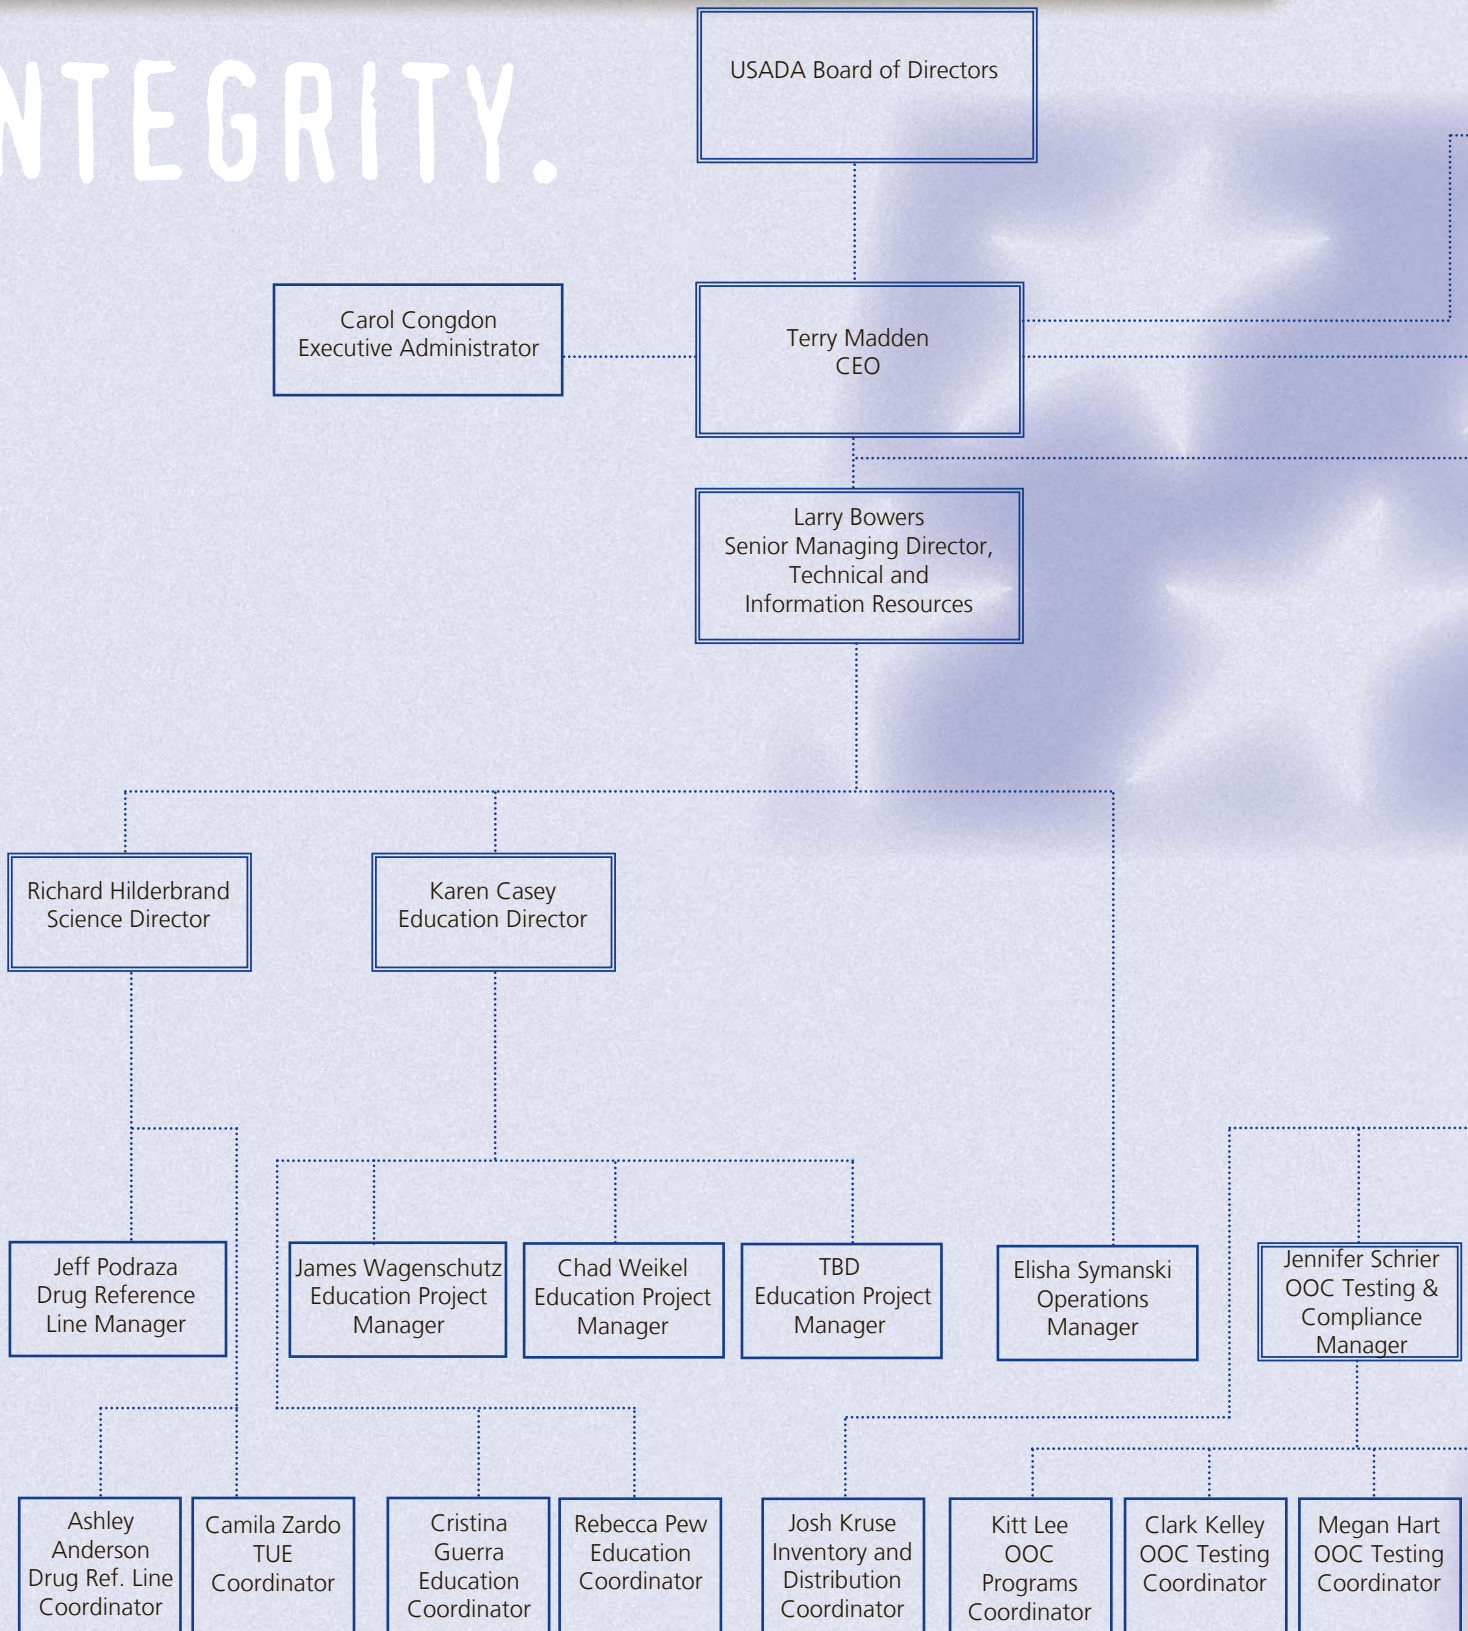 NTEGRITY.
USADA Board of Directors
Carol Congdon
Executive Administrator
Terry Madden
CEO
Larry Bowers
Senior Managing Director,
Technical and
Information Resources
Richard Hilderbrand
Science Director
Karen Casey
Education Director
Jeff Podraza
Drug Reference
Line Manager
James Wagenschutz
Education Project
Manager
Chad Weikel
Education Project
Manager
TBD
Education Project
Manager
Elisha Symanski
Operations
Manager
Jennifer Schrier
OOC Testing &
Compliance
Manager
Ashley
Anderson
Drug Ref. Line
Coordinator
Camila Zardo
TUE
Coordinator
Cristina
Guerra
Education
Coordinator
Rebecca Pew
Education
Coordinator
Josh Kruse
Inventory and
Distribution
Coordinator
Kitt Lee
OOC
Programs
Coordinator
Clark Kelley
OOC Testing
Coordinator
Megan Hart
OOC Testing
Coordinator